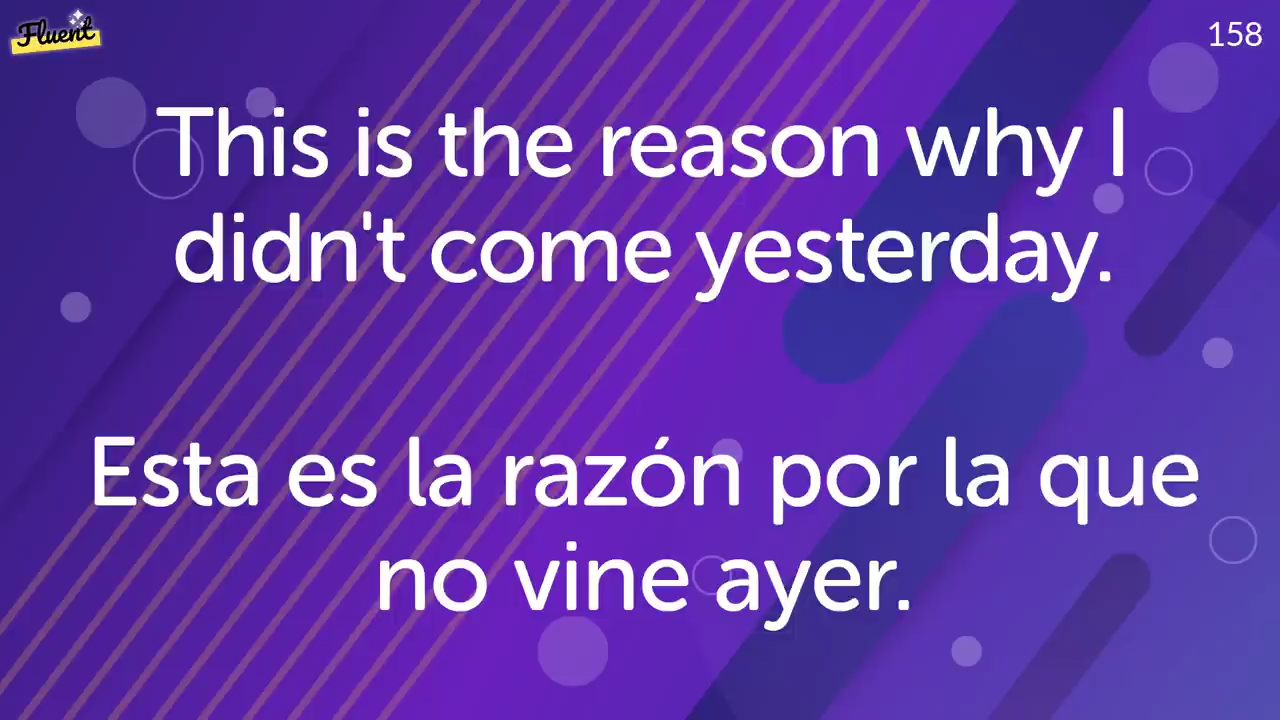 Fluent
158
This is the reason why I
didn't come yesterday.
Esta es la razón por la que
no vine ayer.